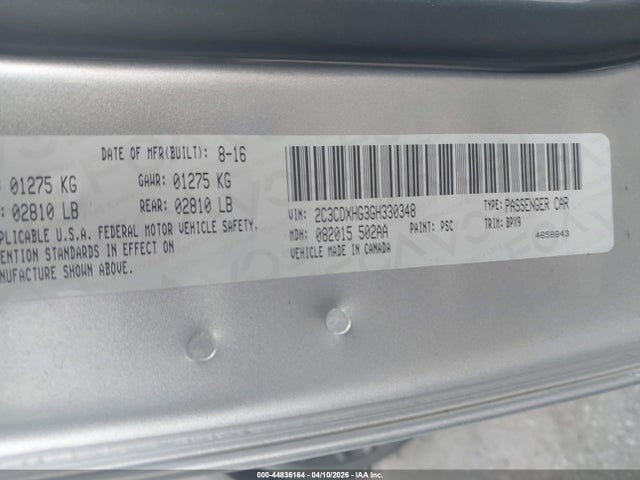 DATE OF MFR(BUILT): 8-16
01275 KG GAWR: 01275 KG
02810 LB REAR: 02810 LB
PLICABLE U.S.A. FEDERAL MOTOR VEHICLE SAFETY,
ENTION STANDARDS IN EFFECT ON
NUFACTURE SHOWN ABOVE.
VIN: 2C3CDXHG3GH330348 TYPE: PASSENGER CAR
MDH: 082015 502AA PAINT: PSC TRIM: BPX9
VEHICLE MADE IN CANADA 4658843
000-44836164 - 04/10/2026 - IAA Inc.